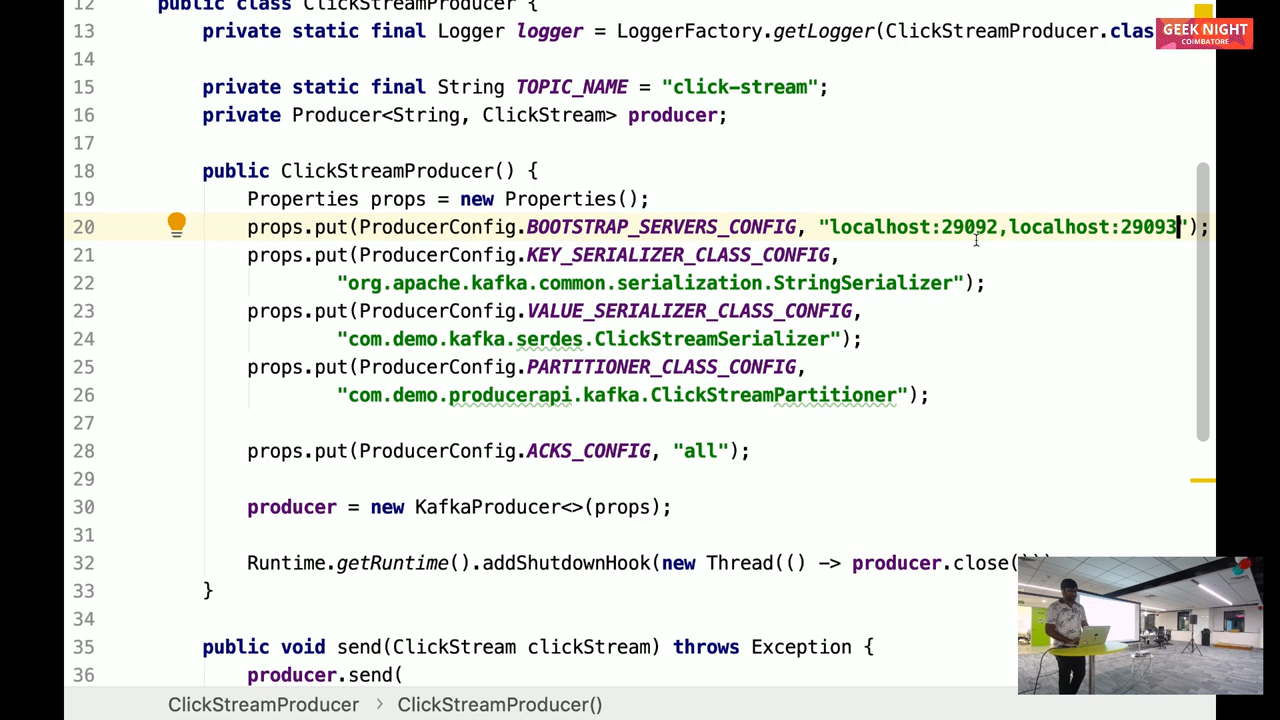 12 public class ClickStreamProducer {
13 private static final Logger logger = LoggerFactory.getLogger(ClickStreamProducer.clas
GEEK NIGHT
COIMBATORE
14
15 private static final String TOPIC_NAME = "click-stream";
16 private Producer<String, ClickStream> producer;
17
18 public ClickStreamProducer() {
19 Properties props = new Properties();
20 props.put(ProducerConfig.BOOTSTRAP_SERVERS_CONFIG, "localhost:29092,localhost:29093");
21 props.put(ProducerConfig.KEY_SERIALIZER_CLASS_CONFIG,
22 "org.apache.kafka.common.serialization.StringSerializer");
23 props.put(ProducerConfig.VALUE_SERIALIZER_CLASS_CONFIG,
24 "com.demo.kafka.serdes.ClickStreamSerializer");
25 props.put(ProducerConfig.PARTITIONER_CLASS_CONFIG,
26 "com.demo.producerapi.kafka.ClickStreamPartitioner");
27
28 props.put(ProducerConfig.ACKS_CONFIG, "all");
29
30 producer = new KafkaProducer<>(props);
31
32 Runtime.getRuntime().addShutdownHook(new Thread(() -> producer.close()))
33 }
34
35 public void send(ClickStream clickStream) throws Exception {
36 producer.send(
ClickStreamProducer > ClickStreamProducer()